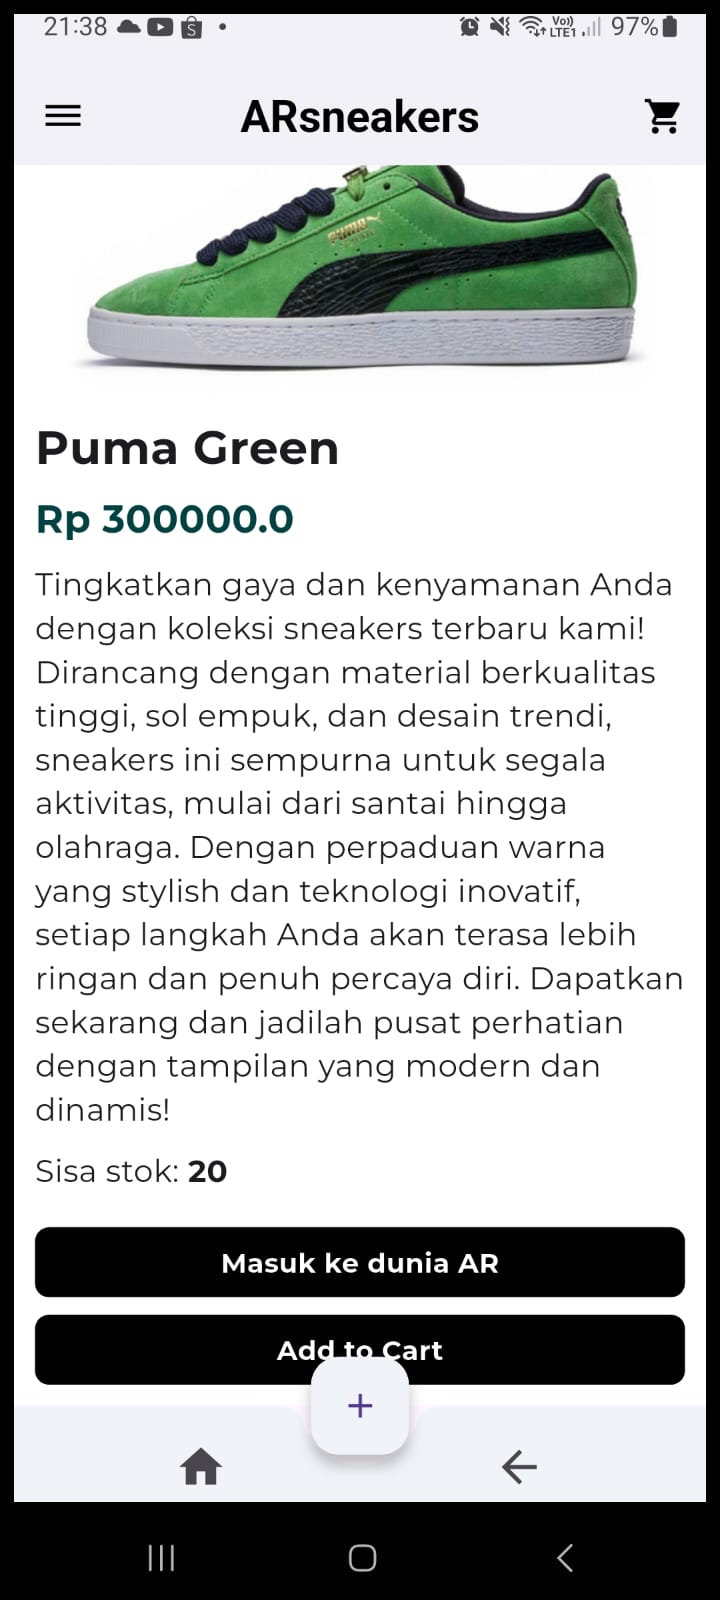 21:38
Vo))
LTE1
97%
ARsneakers
PUMA
Puma Green
Rp 300000.0
Tingkatkan gaya dan kenyamanan Anda
dengan koleksi sneakers terbaru kami!
Dirancang dengan material berkualitas
tinggi, sol empuk, dan desain trendi,
sneakers ini sempurna untuk segala
aktivitas, mulai dari santai hingga
olahraga. Dengan perpaduan warna
yang stylish dan teknologi inovatif,
setiap langkah Anda akan terasa lebih
ringan dan penuh percaya diri. Dapatkan
sekarang dan jadilah pusat perhatian
dengan tampilan yang modern dan
dinamis!
Sisa stok: 20
Masuk ke dunia AR
Add to Cart